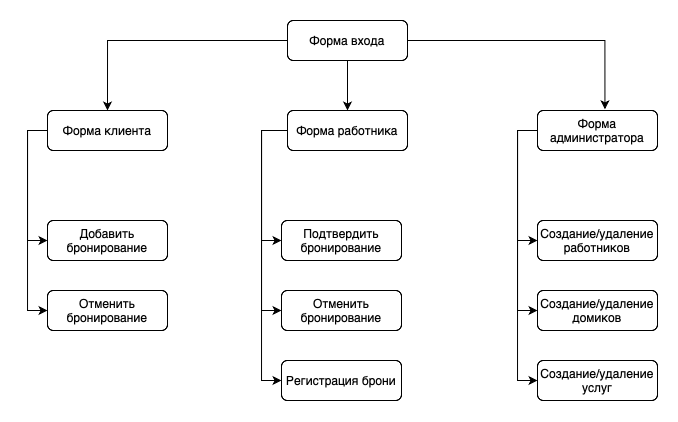 Форма входа
Форма клиента
Форма работника
Форма
администратора
Добавить
бронирование
Подтвердить
бронирование
Создание/удаление
работников
Отменить
бронирование
Отменить
бронирование
Создание/удаление
домиков
Регистрация брони
Создание/удаление
услуг